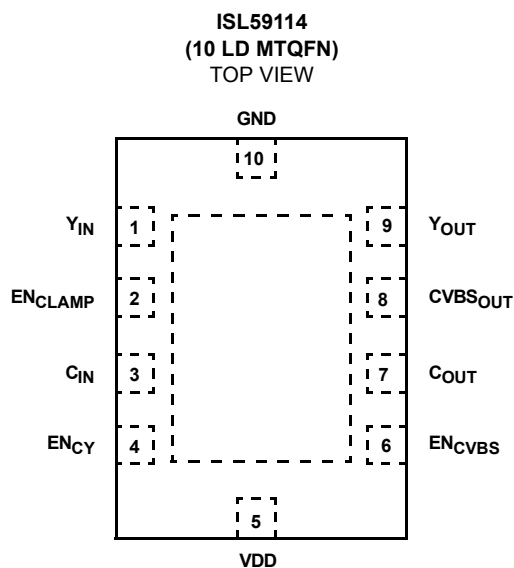 ISL59114
(10 LD MTQFN)
TOP VIEW
GND
10
YIN 1 9 YOUT
ENCLAMP 2 8 CVBSOUT
CIN 3 7 COUT
ENCY 4 6 ENCVBS
5
VDD